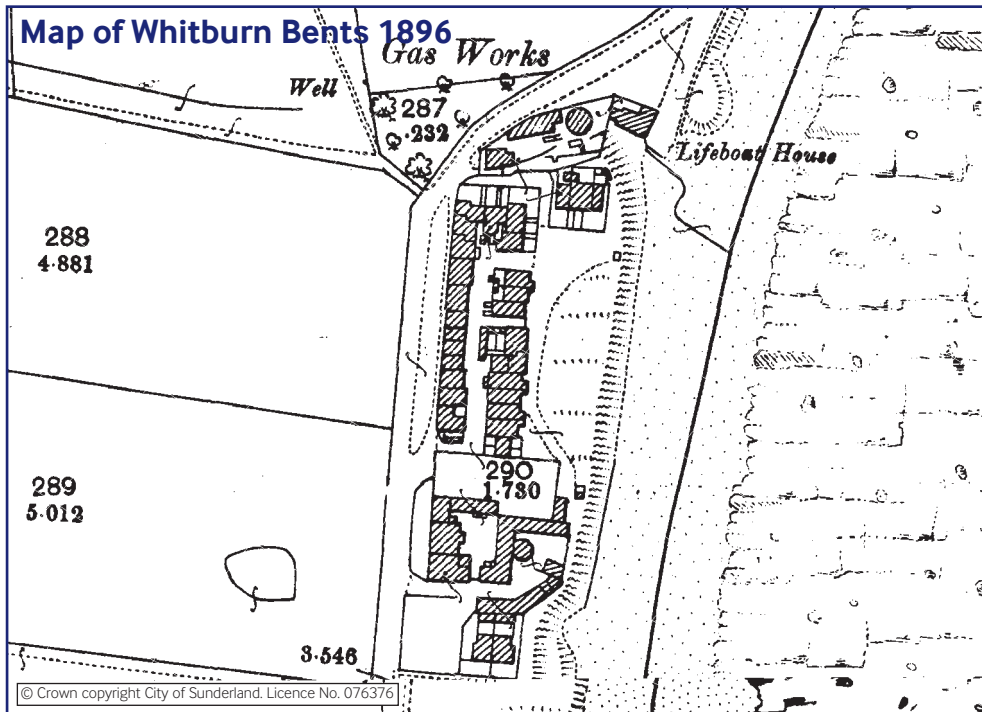 Map of Whitburn Bents 1896
Gas Works
Well
287
·232
Lifeboat House
288
4·881
290
1·730
289
5·012
3·546
© Crown copyright City of Sunderland. Licence No. 076376